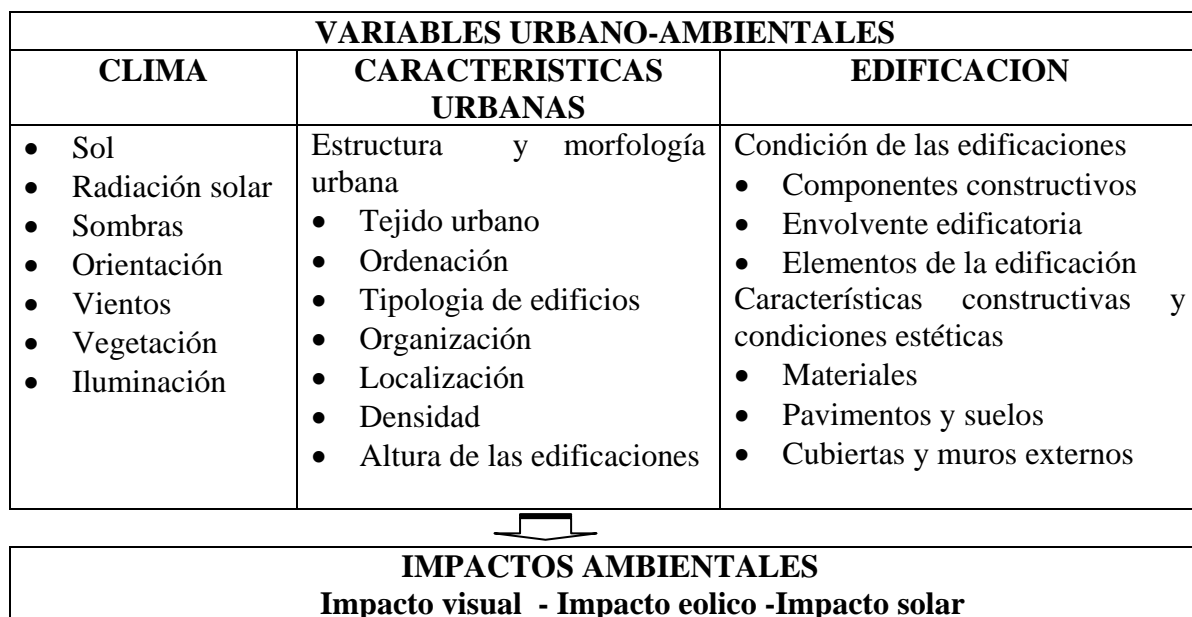 VARIABLES URBANO-AMBIENTALES
CLIMA
CARACTERISTICAS
URBANAS
EDIFICACION
• Sol
• Radiación solar
• Sombras
• Orientación
• Vientos
• Vegetación
• Iluminación
Estructura y morfología
urbana
• Tejido urbano
• Ordenación
• Tipologia de edificios
• Organización
• Localización
• Densidad
• Altura de las edificaciones
Condición de las edificaciones
• Componentes constructivos
• Envolvente edificatoria
• Elementos de la edificación
Características constructivas y
condiciones estéticas
• Materiales
• Pavimentos y suelos
• Cubiertas y muros externos
IMPACTOS AMBIENTALES
Impacto visual - Impacto eolico -Impacto solar